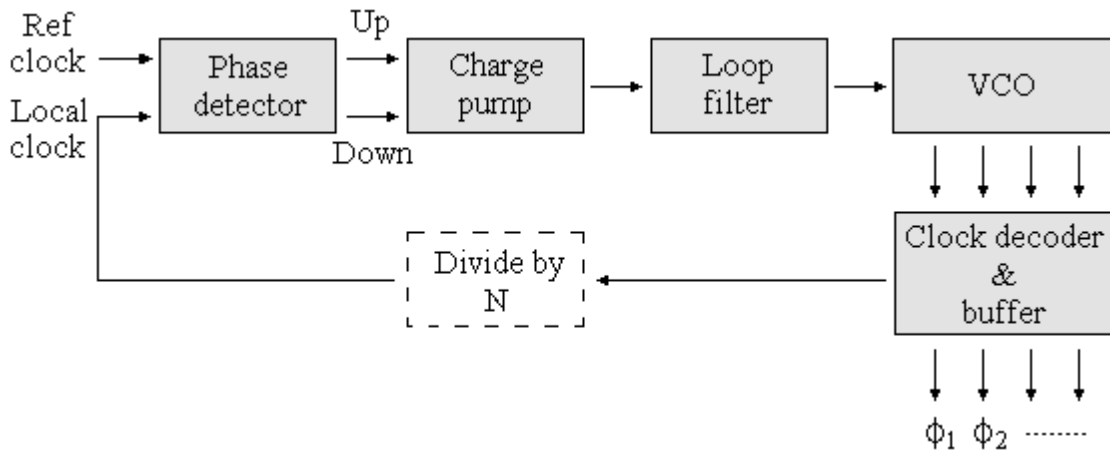 Ref
clock
Local
clock
Phase
detector
Up
Down
Charge
pump
Loop
filter
VCO
Clock decoder
&
buffer
Divide by
N
ϕ1 ϕ2 ........